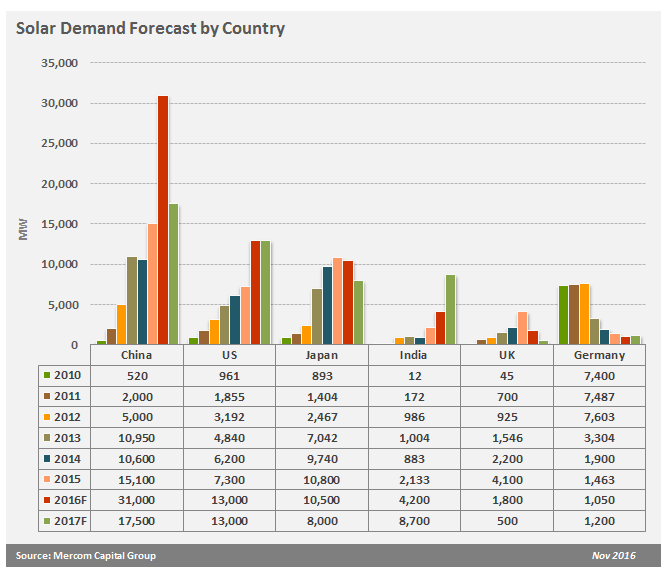 Solar Demand Forecast by Country
35,000
30,000
25,000
20,000
15,000
10,000
5,000
0
MW
China US Japan India UK Germany
2010 520 961 893 12 45 7,400
2011 2,000 1,855 1,404 172 700 7,487
2012 5,000 3,192 2,467 986 925 7,603
2013 10,950 4,840 7,042 1,004 1,546 3,304
2014 10,600 6,200 9,740 883 2,200 1,900
2015 15,100 7,300 10,800 2,133 4,100 1,463
2016F 31,000 13,000 10,500 4,200 1,800 1,050
2017F 17,500 13,000 8,000 8,700 500 1,200
Source: Mercom Capital Group Nov 2016